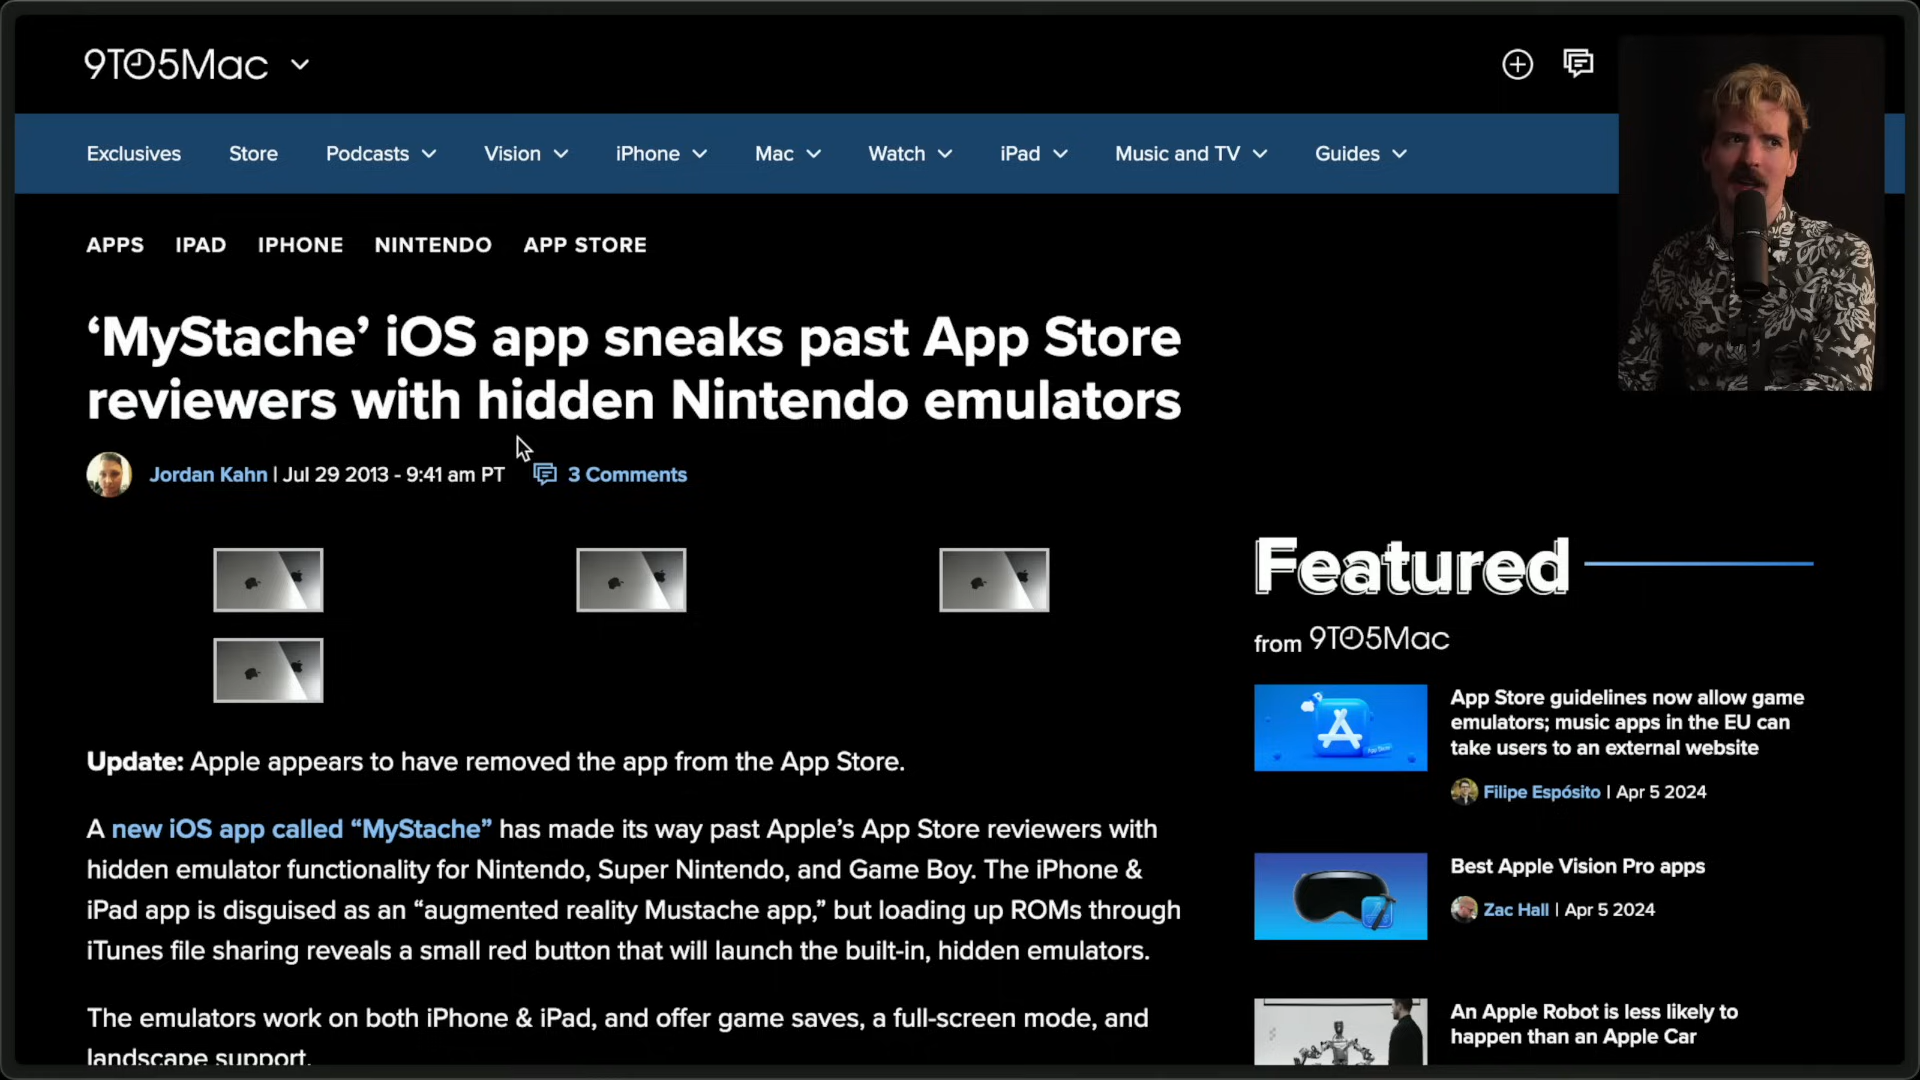 9TO5Mac
Exclusives Store Podcasts Vision iPhone Mac Watch iPad Music and TV Guides
APPS IPAD IPHONE NINTENDO APP STORE
‘MyStache’ iOS app sneaks past App Store
reviewers with hidden Nintendo emulators
Jordan Kahn | Jul 29 2013 - 9:41 am PT 3 Comments
Update: Apple appears to have removed the app from the App Store.
A new iOS app called “MyStache” has made its way past Apple’s App Store reviewers with
hidden emulator functionality for Nintendo, Super Nintendo, and Game Boy. The iPhone &
iPad app is disguised as an “augmented reality Mustache app,” but loading up ROMs through
iTunes file sharing reveals a small red button that will launch the built-in, hidden emulators.
The emulators work on both iPhone & iPad, and offer game saves, a full-screen mode, and
landscape support.
Featured
from 9TO5Mac
App Store guidelines now allow game
emulators; music apps in the EU can
take users to an external website
Filipe Espósito | Apr 5 2024
App Store
Best Apple Vision Pro apps
Zac Hall | Apr 5 2024
An Apple Robot is less likely to
happen than an Apple Car